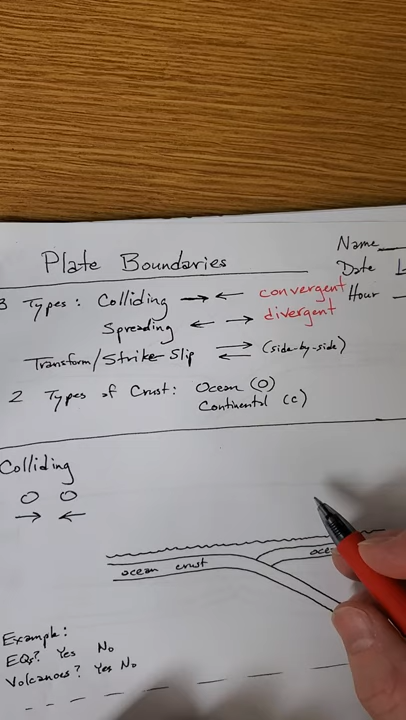 Name
Plate Boundaries
Date
Hour
3 Types: Colliding → ← convergent
Spreading ← → divergent
Transform/Strike-Slip (side-by-side)
2 Types of Crust: Ocean (O)
Continental (C)
Colliding
O O
→ ←
ocean crust
Example:
EQs? Yes No
Volcanoes? Yes No